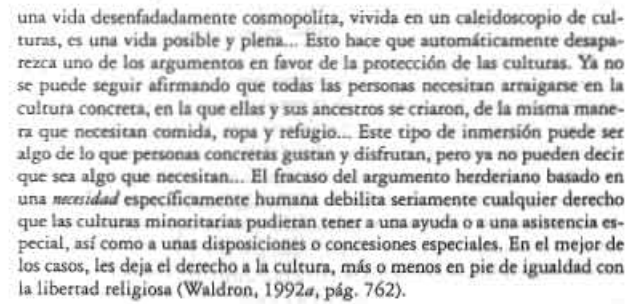 una vida desenfadadamente cosmopolita, vivida en un caleidoscopio de cul-
turas, es una vida posible y plena... Esto hace que automáticamente desapa-
rezca uno de los argumentos en favor de la protección de las culturas. Ya no
se puede seguir afirmando que todas las personas necesitan arraigarse en la
cultura concreta, en la que ellas y sus ancestros se criaron, de la misma mane-
ra que necesitan comida, ropa y refugio... Este tipo de inmersión puede ser
algo de lo que personas concretas gustan y disfrutan, pero ya no pueden decir
que sea algo que necesitan... El fracaso del argumento herderiano basado en
una necesidad específicamente humana debilita seriamente cualquier derecho
que las culturas minoritarias pudieran tener a una ayuda o a una asistencia es-
pecial, así como a unas disposiciones o concesiones especiales. En el mejor de
los casos, les deja el derecho a la cultura, más o menos en pie de igualdad con
la libertad religiosa (Waldron, 1992a, pág. 762).